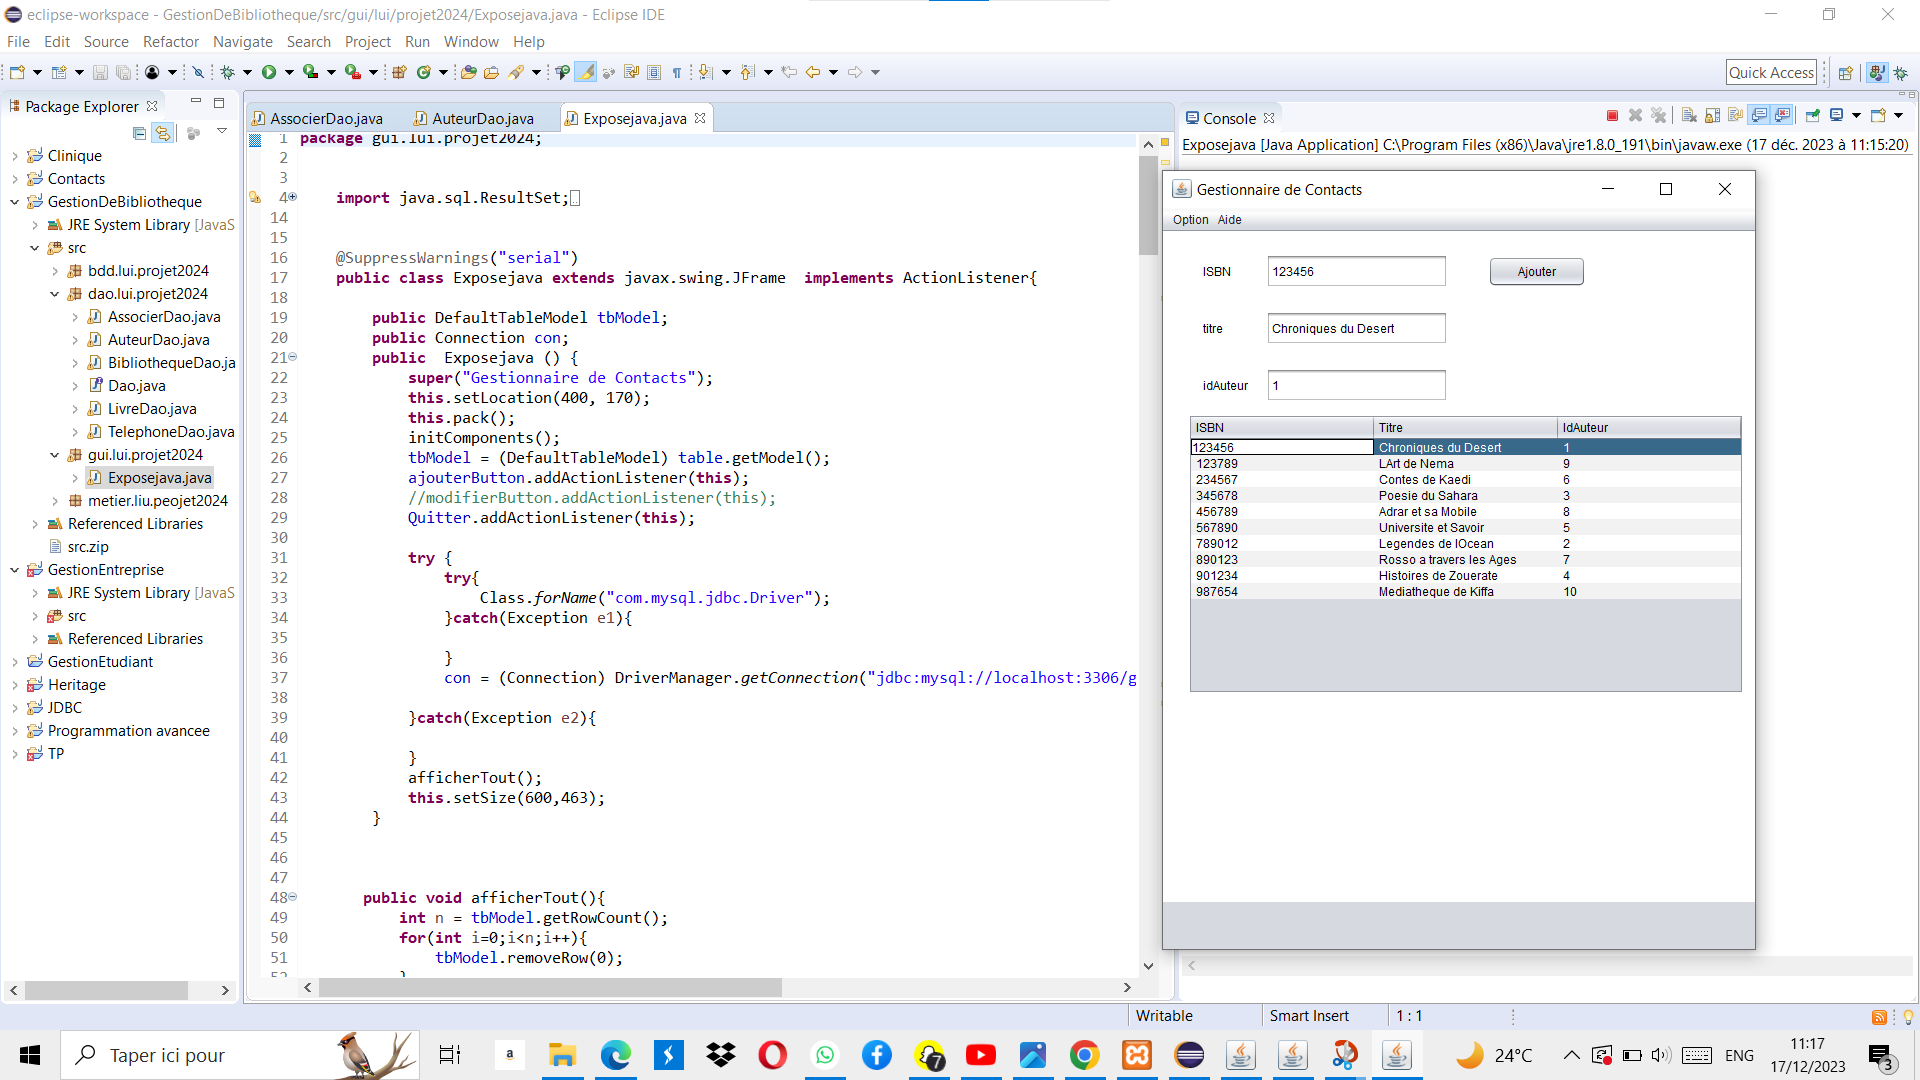 eclipse-workspace - GestionDeBibliotheque/src/gui/lui/projet2024/Exposejava.java - Eclipse IDE
File Edit Source Refactor Navigate Search Project Run Window Help
Quick Access
Package Explorer
Clinique
Contacts
GestionDeBibliotheque
JRE System Library [JavaS
src
bdd.lui.projet2024
dao.lui.projet2024
AssocierDao.java
AuteurDao.java
BibliothequeDao.ja
Dao.java
LivreDao.java
TelephoneDao.java
gui.lui.projet2024
Exposejava.java
metier.liu.peojet2024
Referenced Libraries
src.zip
GestionEntreprise
JRE System Library [JavaS
src
Referenced Libraries
GestionEtudiant
Heritage
JDBC
Programmation avancee
TP
AssocierDao.java AuteurDao.java Exposejava.java
1 package gui.lui.projet2024;
2
3
4 import java.sql.ResultSet;
14
15
16 @SuppressWarnings("serial")
17 public class Exposejava extends javax.swing.JFrame implements ActionListener{
18
19 public DefaultTableModel tbModel;
20 public Connection con;
21 public Exposejava () {
22 super("Gestionnaire de Contacts");
23 this.setLocation(400, 170);
24 this.pack();
25 initComponents();
26 tbModel = (DefaultTableModel) table.getModel();
27 ajouterButton.addActionListener(this);
28 //modifierButton.addActionListener(this);
29 Quitter.addActionListener(this);
30
31 try {
32 try{
33 Class.forName("com.mysql.jdbc.Driver");
34 }catch(Exception e1){
35
36 }
37 con = (Connection) DriverManager.getConnection("jdbc:mysql://localhost:3306/g
38
39 }catch(Exception e2){
40
41 }
42 afficherTout();
43 this.setSize(600,463);
44 }
45
46
47
48 public void afficherTout(){
49 int n = tbModel.getRowCount();
50 for(int i=0;i<n;i++){
51 tbModel.removeRow(0);
52 }
Console
Exposejava [Java Application] C:\Program Files (x86)\Java\jre1.8.0_191\bin\javaw.exe (17 déc. 2023 à 11:15:20)
Gestionnaire de Contacts
Option Aide
ISBN 123456 Ajouter
titre Chroniques du Desert
idAuteur 1
ISBN Titre IdAuteur
123456 Chroniques du Desert 1
123789 LArt de Nema 9
234567 Contes de Kaedi 6
345678 Poesie du Sahara 3
456789 Adrar et sa Mobile 8
567890 Universite et Savoir 5
789012 Legendes de lOcean 2
890123 Rosso a travers les Ages 7
901234 Histoires de Zouerate 4
987654 Mediatheque de Kiffa 10
Writable Smart Insert 1 : 1
Taper ici pour
a
7
24°C
ENG
11:17
17/12/2023
3